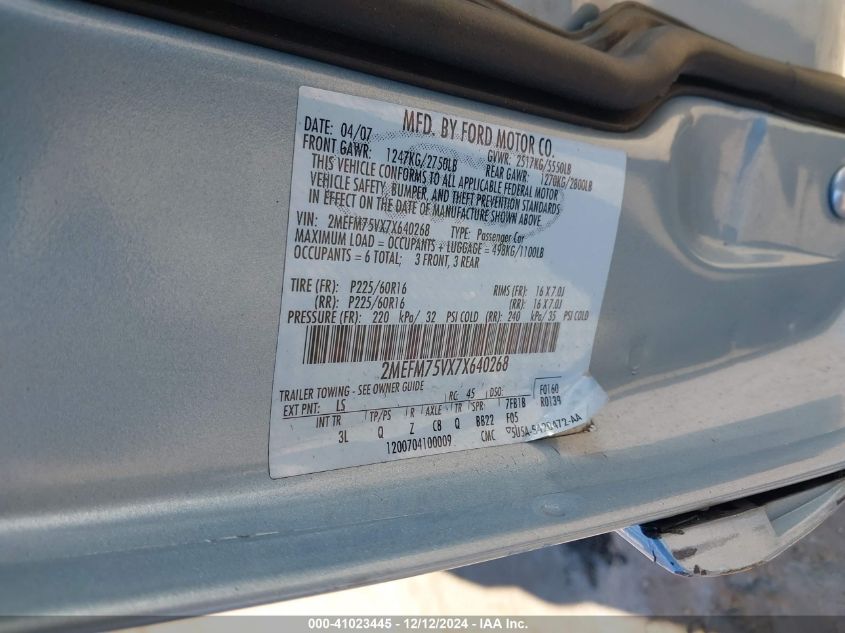 MFD. BY FORD MOTOR CO.
DATE: 04/07 GVWR: 2517KG/5550LB
FRONT GAWR: 1247KG/2750LB REAR GAWR: 1270KG/2800LB
THIS VEHICLE CONFORMS TO ALL APPLICABLE FEDERAL MOTOR
VEHICLE SAFETY, BUMPER, AND THEFT PREVENTION STANDARDS
IN EFFECT ON THE DATE OF MANUFACTURE SHOWN ABOVE.
VIN: 2MEFM75VX7X640268 TYPE: Passenger Car
MAXIMUM LOAD = OCCUPANTS + LUGGAGE = 498KG/1100LB
OCCUPANTS = 6 TOTAL; 3 FRONT, 3 REAR
TIRE (FR): P225/60R16 RIMS (FR): 16 X 7.0J
(RR): P225/60R16 (RR): 16 X 7.0J
PRESSURE (FR): 220 kPa/ 32 PSI COLD (RR): 240 kPa/ 35 PSI COLD
2MEFM75VX7X640268
TRAILER TOWING - SEE OWNER GUIDE RC: 45 DSO: F0160
EXT PNT: LS 7FB1B R0139
INT TR TP/PS R AXLE TR SPR: F05
3L Q Z C8 Q BB22
1200704100009 CMC
000-41023445 - 12/12/2024 - IAA Inc.